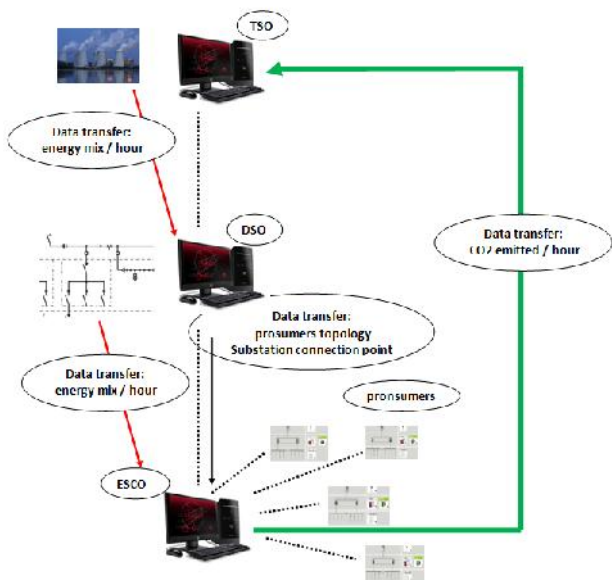 TSO
Data transfer:
energy mix / hour
DSO
Data transfer:
CO2 emitted / hour
Data transfer:
prosumers topology
Substation connection point
Data transfer:
energy mix / hour
pronsumers
ESCO